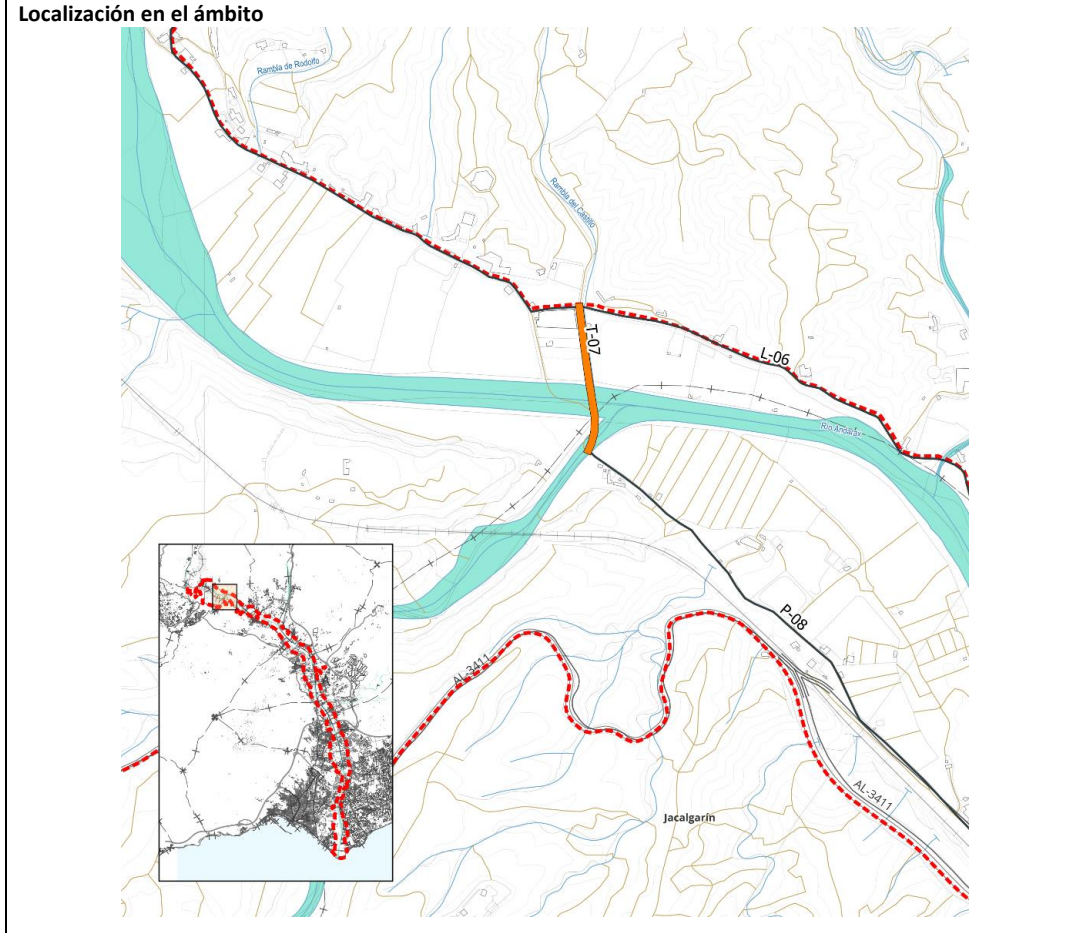 Localización en el ámbito
Rambla de Rodolfo
Rambla del Castillo
T-07
L-06
Río Andarax
P-08
AL-3411
AL-3411
Jacalgarín